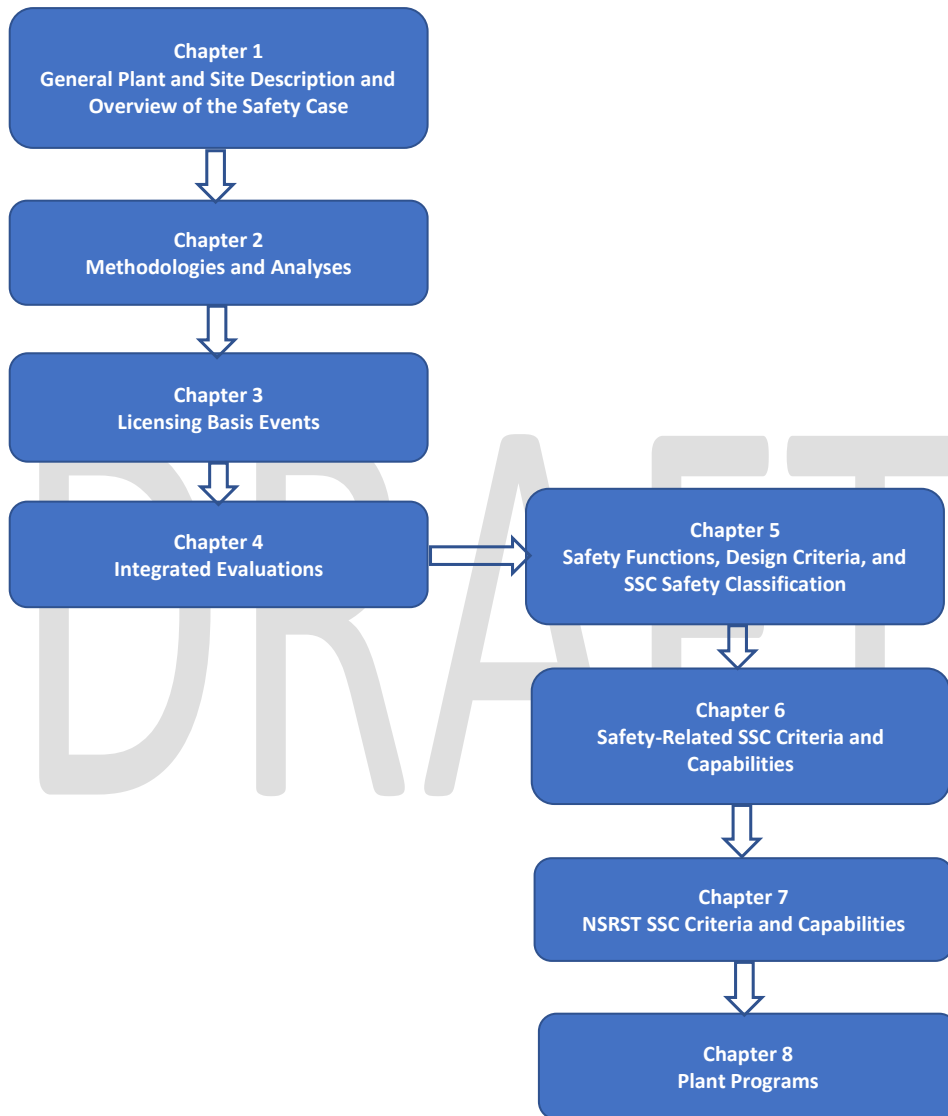 Chapter 1
General Plant and Site Description and
Overview of the Safety Case
Chapter 2
Methodologies and Analyses
Chapter 3
Licensing Basis Events
Chapter 4
Integrated Evaluations
Chapter 5
Safety Functions, Design Criteria, and
SSC Safety Classification
Chapter 6
Safety-Related SSC Criteria and
Capabilities
Chapter 7
NSRST SSC Criteria and Capabilities
Chapter 8
Plant Programs
DRAFT